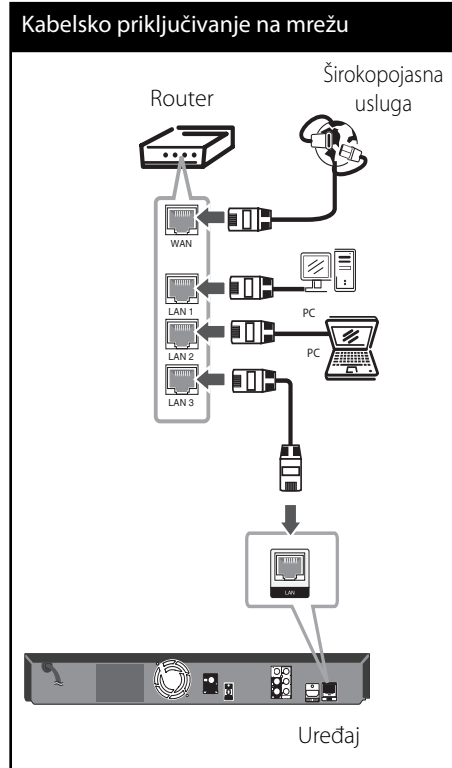 Kabelsko priključivanje na mrežu
Širokopojasna
usluga
Router
WAN
LAN 1
PC
LAN 2
PC
LAN 3
LAN
Uređaj